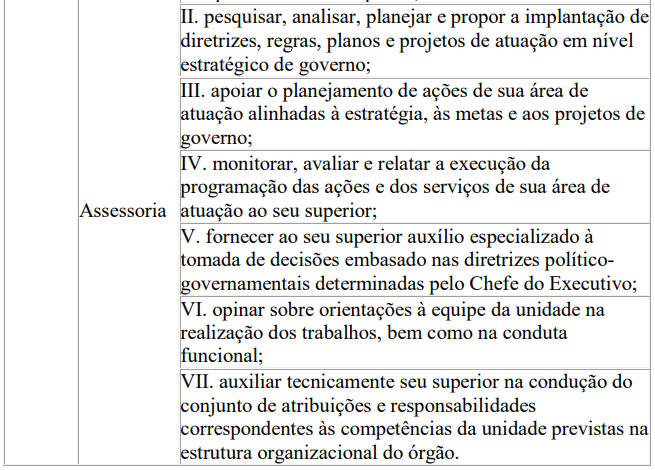 II. pesquisar, analisar, planejar e propor a implantação de
diretrizes, regras, planos e projetos de atuação em nível
estratégico de governo;
III. apoiar o planejamento de ações de sua área de
atuação alinhadas à estratégia, às metas e aos projetos de
governo;
Assessoria
IV. monitorar, avaliar e relatar a execução da
programação das ações e dos serviços de sua área de
atuação ao seu superior;
V. fornecer ao seu superior auxílio especializado à
tomada de decisões embasado nas diretrizes político-
governamentais determinadas pelo Chefe do Executivo;
VI. opinar sobre orientações à equipe da unidade na
realização dos trabalhos, bem como na conduta
funcional;
VII. auxiliar tecnicamente seu superior na condução do
conjunto de atribuições e responsabilidades
correspondentes às competências da unidade previstas na
estrutura organizacional do órgão.